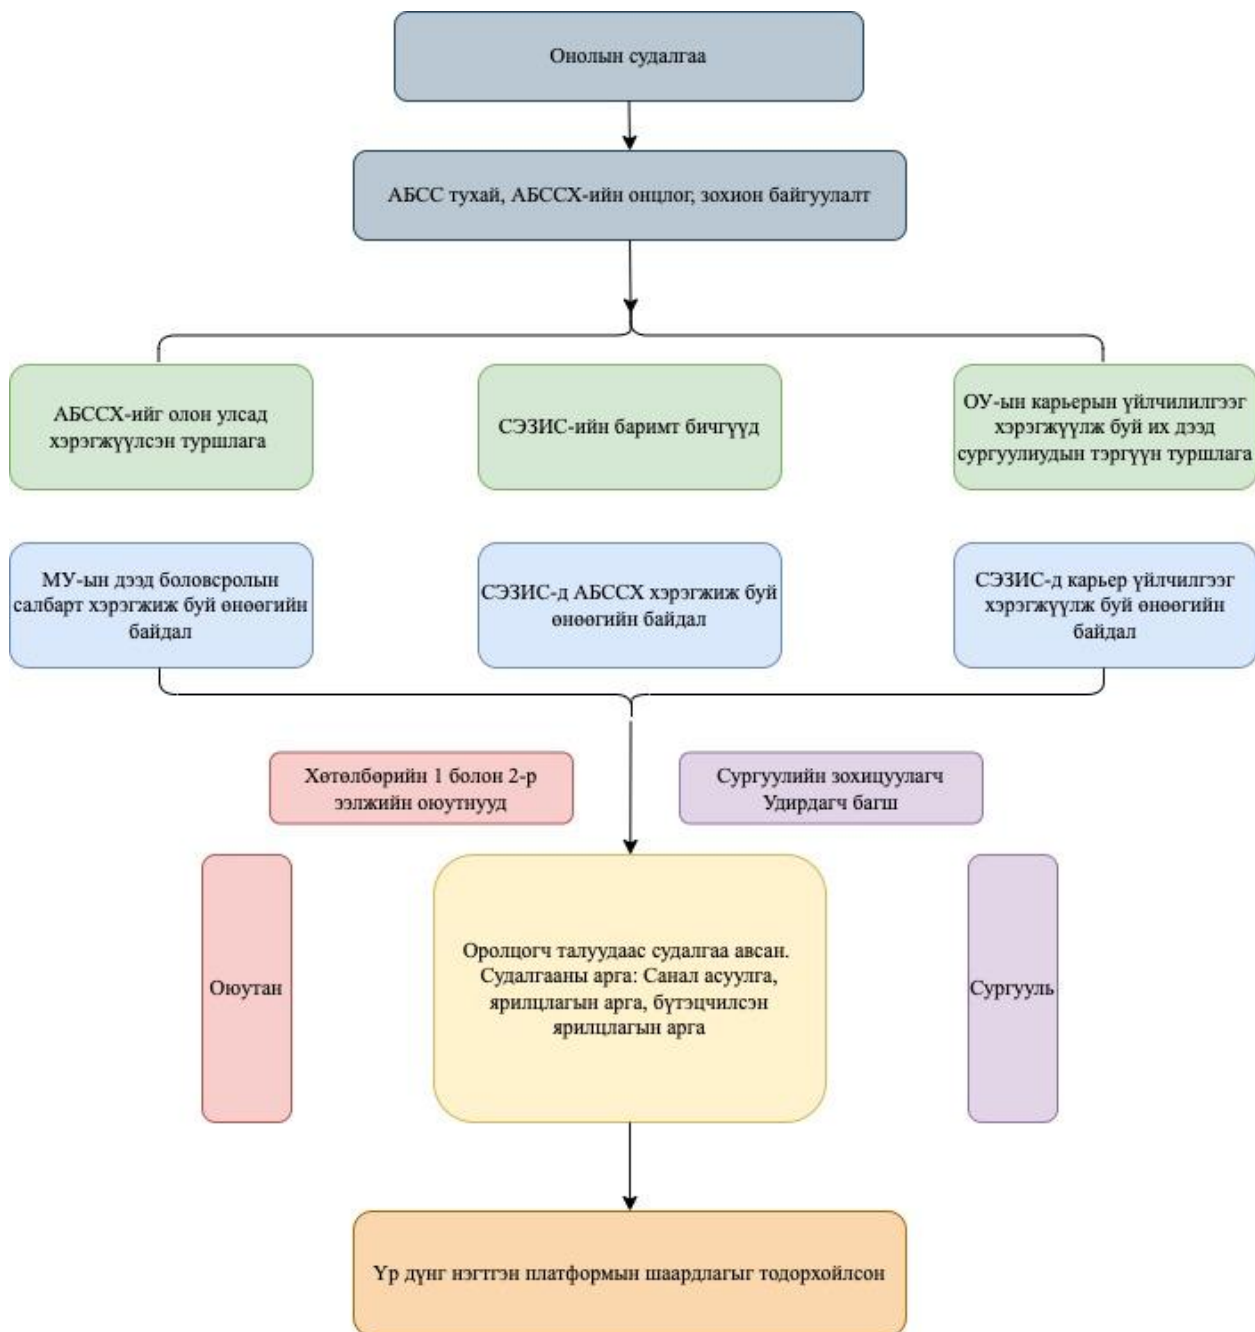 Онолын судалгаа
АБСС тухай, АБССХ-ийн онцлог, зохион байгуулалт
АБССХ-ийг олон улсад
хэрэгжүүлсэн туршлага
СЭЗИС-ийн баримт бичгүүд
ОУ-ын карьерын үйлчилилгээг
хэрэгжүүлж буй их дээд
сургуулиудын тэргүүн туршлага
МУ-ын дээд боловсролын
салбарт хэрэгжиж буй өнөөгийн
байдал
СЭЗИС-д АБССХ хэрэгжиж буй
өнөөгийн байдал
СЭЗИС-д карьер үйлчилгээг
хэрэгжүүлж буй өнөөгийн
байдал
Хөтөлбөрийн 1 болон 2-р
ээлжийн оюутнууд
Сургуулийн зохицуулагч
Удирдагч багш
Оюутан
Оролцогч талуудаас судалгаа авсан.
Судалгааны арга: Санал асуулга,
ярилцлагын арга, бүтэцчилсэн
ярилцлагын арга
Сургууль
Үр дүнг нэгтгэн платформын шаардлагыг тодорхойлсон